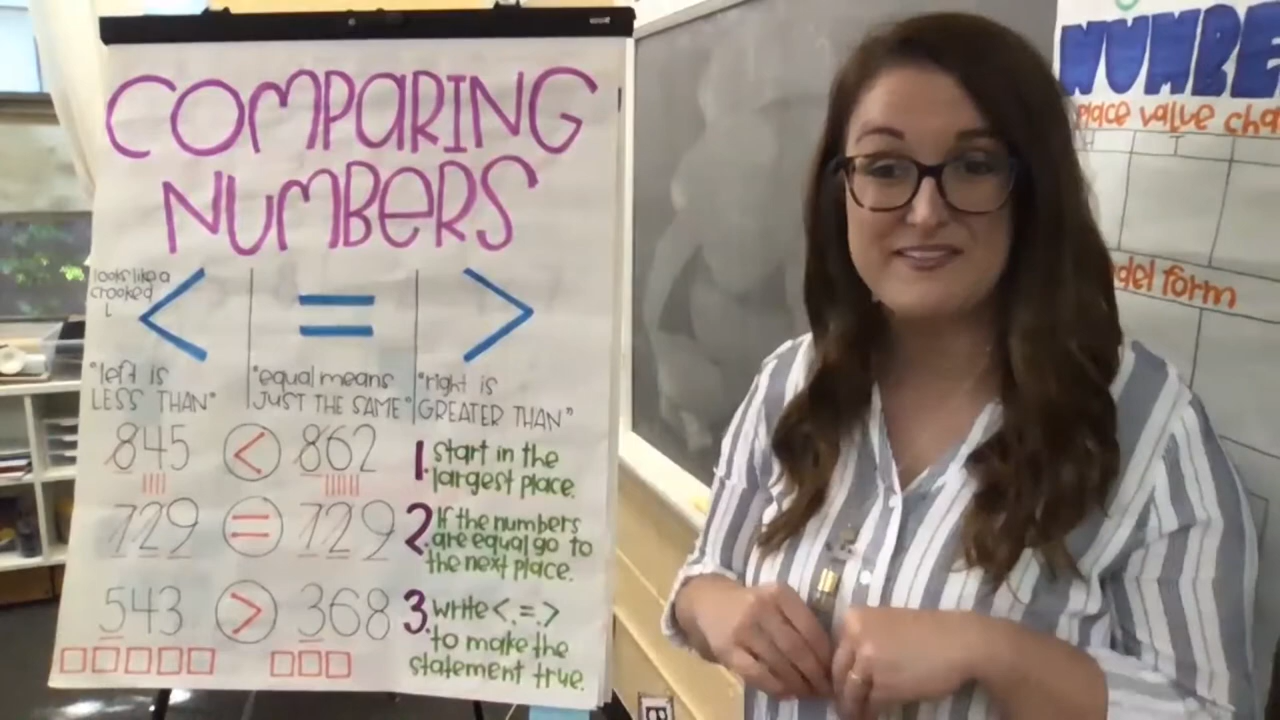 COMPARING
NUMBERS
looks like a
crooked
L
< = >
"left is
LESS THAN"
"equal means
JUST THE SAME"
"right is
GREATER THAN"
845 < 862
729 = 729
543 > 368
1. start in the
largest place.
2. If the numbers
are equal go to
the next place.
3. write <, =, >
to make the
statement true.
NUMBE
place value cha
del form